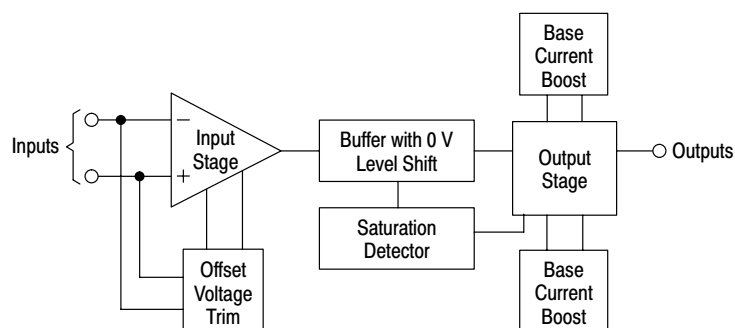 Base
Current
Boost
Inputs
−
+
Input
Stage
Buffer with 0 V
Level Shift
Output
Stage
Outputs
Saturation
Detector
Offset
Voltage
Trim
Base
Current
Boost